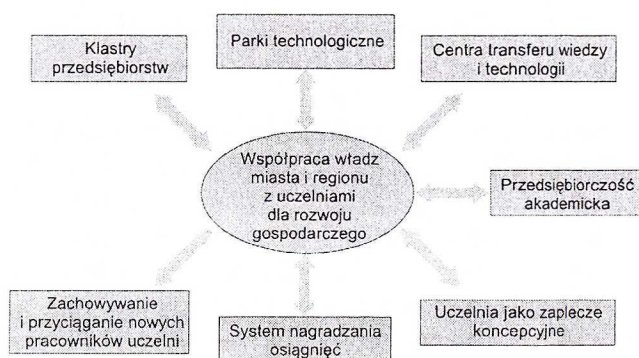 Klastry
przedsiębiorstw
Parki technologiczne
Centra transferu wiedzy
i technologii
Współpraca władz
miasta i regionu
z uczelniami
dla rozwoju
gospodarczego
Przedsiębiorczość
akademicka
Zachowywanie
i przyciąganie nowych
pracowników uczelni
System nagradzania
osiągnięć
Uczelnia jako zaplecze
koncepcyjne